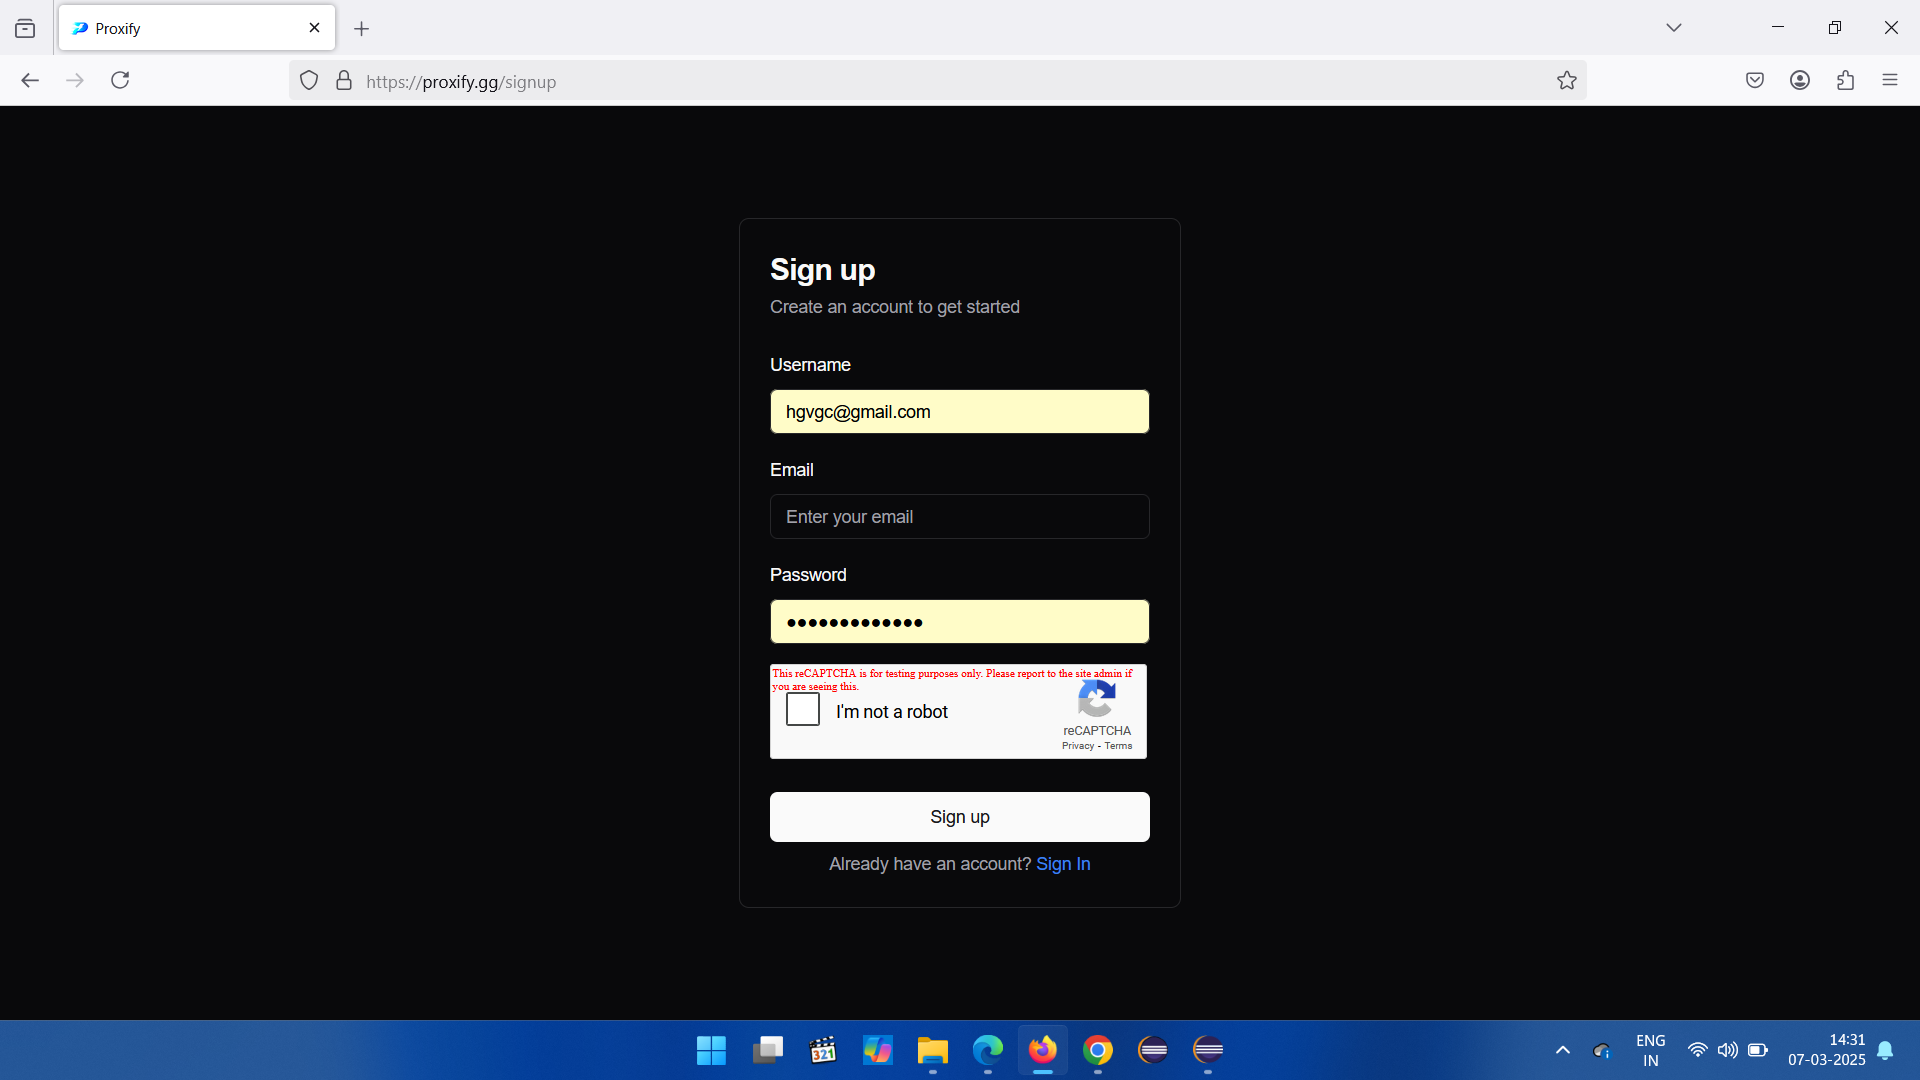 Proxify
https://proxify.gg/signup
Sign up
Create an account to get started
Username
hgvgc@gmail.com
Email
Enter your email
Password
This reCAPTCHA is for testing purposes only. Please report to the site admin if
you are seeing this.
I'm not a robot
reCAPTCHA
Privacy - Terms
Sign up
Already have an account? Sign In
321
ENG
IN
14:31
07-03-2025